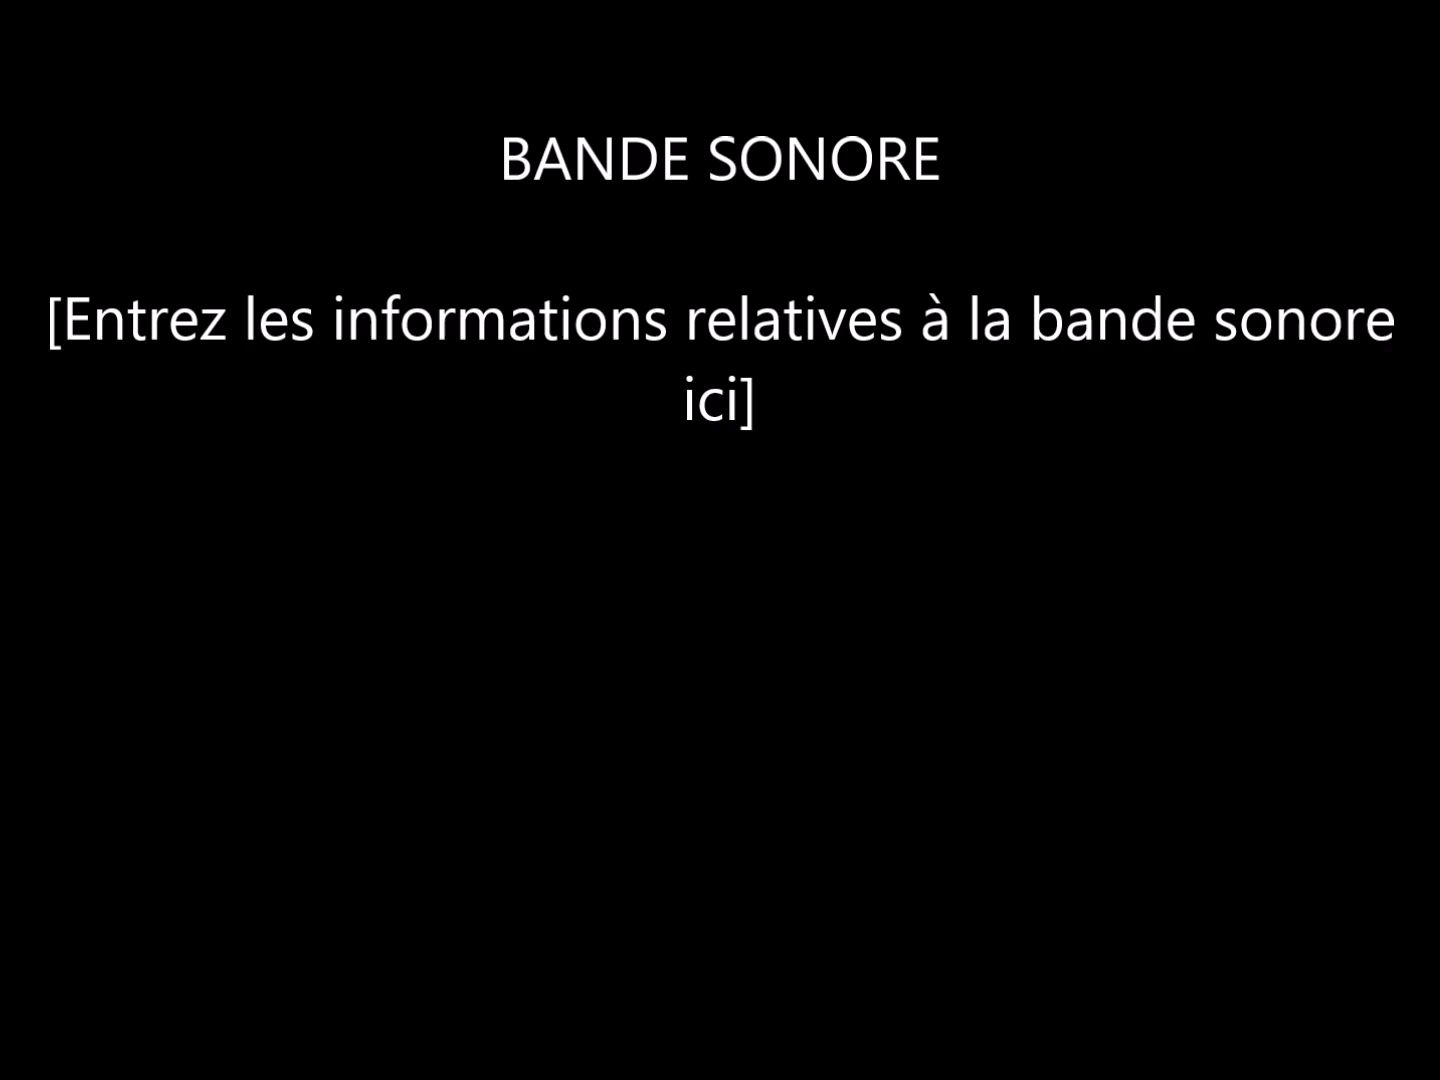 BANDE SONORE
[Entrez les informations relatives à la bande sonore
ici]